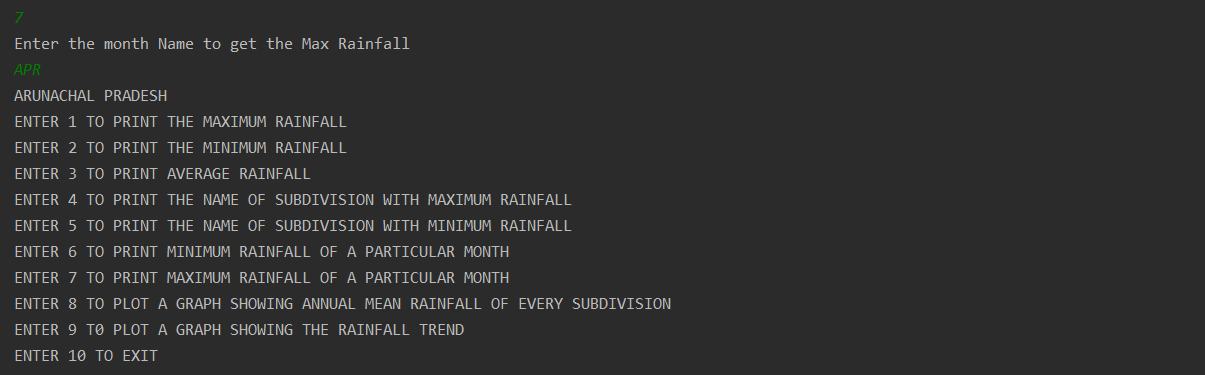 7
Enter the month Name to get the Max Rainfall
APR
ARUNACHAL PRADESH
ENTER 1 TO PRINT THE MAXIMUM RAINFALL
ENTER 2 TO PRINT THE MINIMUM RAINFALL
ENTER 3 TO PRINT AVERAGE RAINFALL
ENTER 4 TO PRINT THE NAME OF SUBDIVISION WITH MAXIMUM RAINFALL
ENTER 5 TO PRINT THE NAME OF SUBDIVISION WITH MINIMUM RAINFALL
ENTER 6 TO PRINT MINIMUM RAINFALL OF A PARTICULAR MONTH
ENTER 7 TO PRINT MAXIMUM RAINFALL OF A PARTICULAR MONTH
ENTER 8 TO PLOT A GRAPH SHOWING ANNUAL MEAN RAINFALL OF EVERY SUBDIVISION
ENTER 9 T0 PLOT A GRAPH SHOWING THE RAINFALL TREND
ENTER 10 TO EXIT